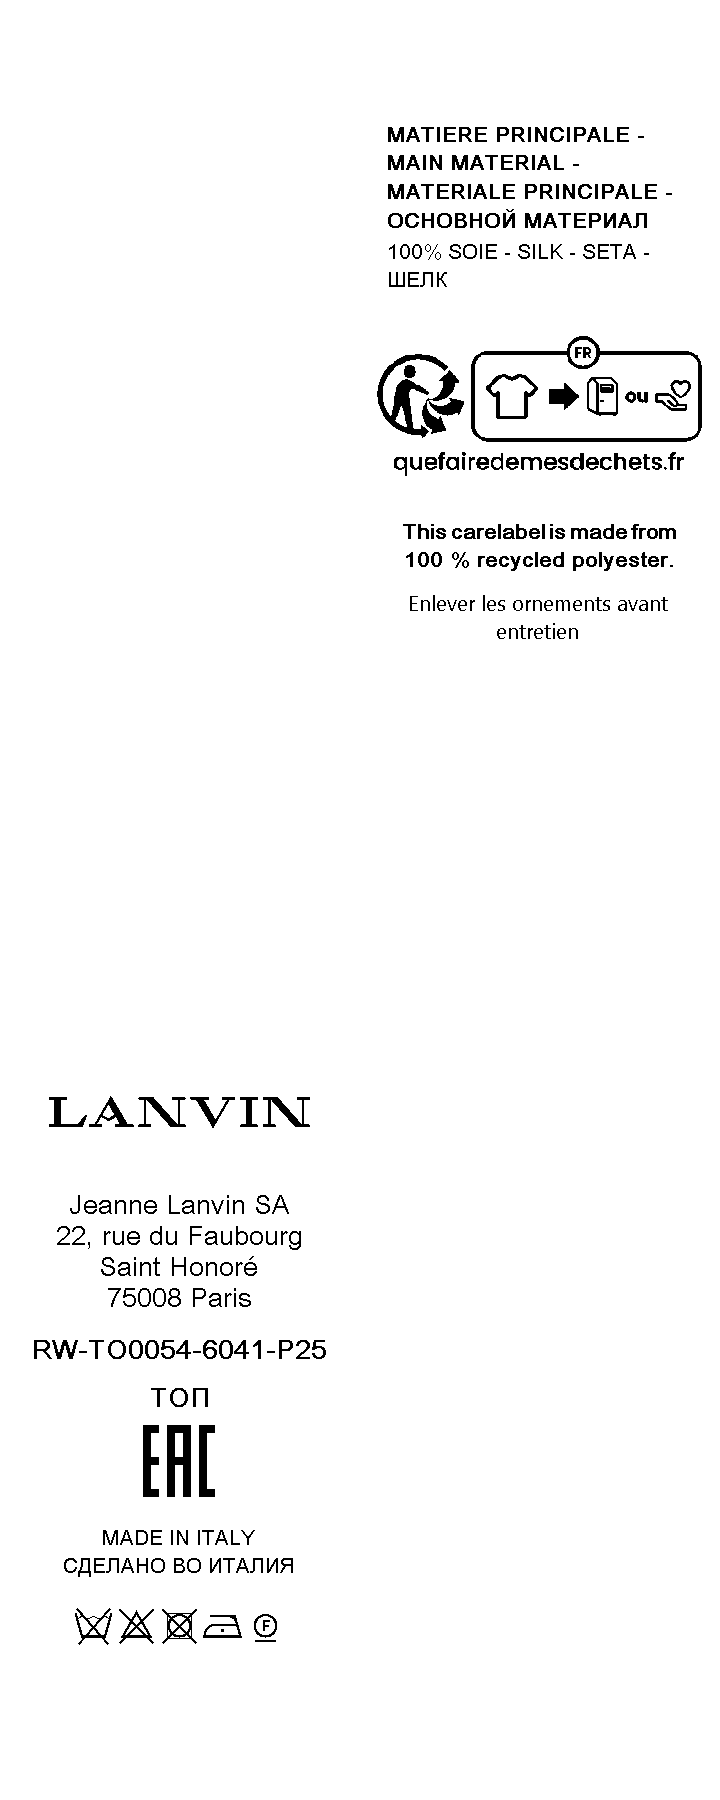 MATIERE PRINCIPALE -
MAIN MATERIAL -
MATERIALE PRINCIPALE -
ОСНОВНОЙ МАТЕРИАЛ
100% SOIE - SILK - SETA -
ШЕЛК
FR
ou
quefairedemesdechets.fr
This carelabel is made from
100 % recycled polyester.
Enlever les ornements avant
entretien
LANVIN
Jeanne Lanvin SA
22, rue du Faubourg
Saint Honoré
75008 Paris
RW-TO0054-6041-P25
ТОП
EAC
MADE IN ITALY
СДЕЛАНО ВО ИТАЛИЯ
F